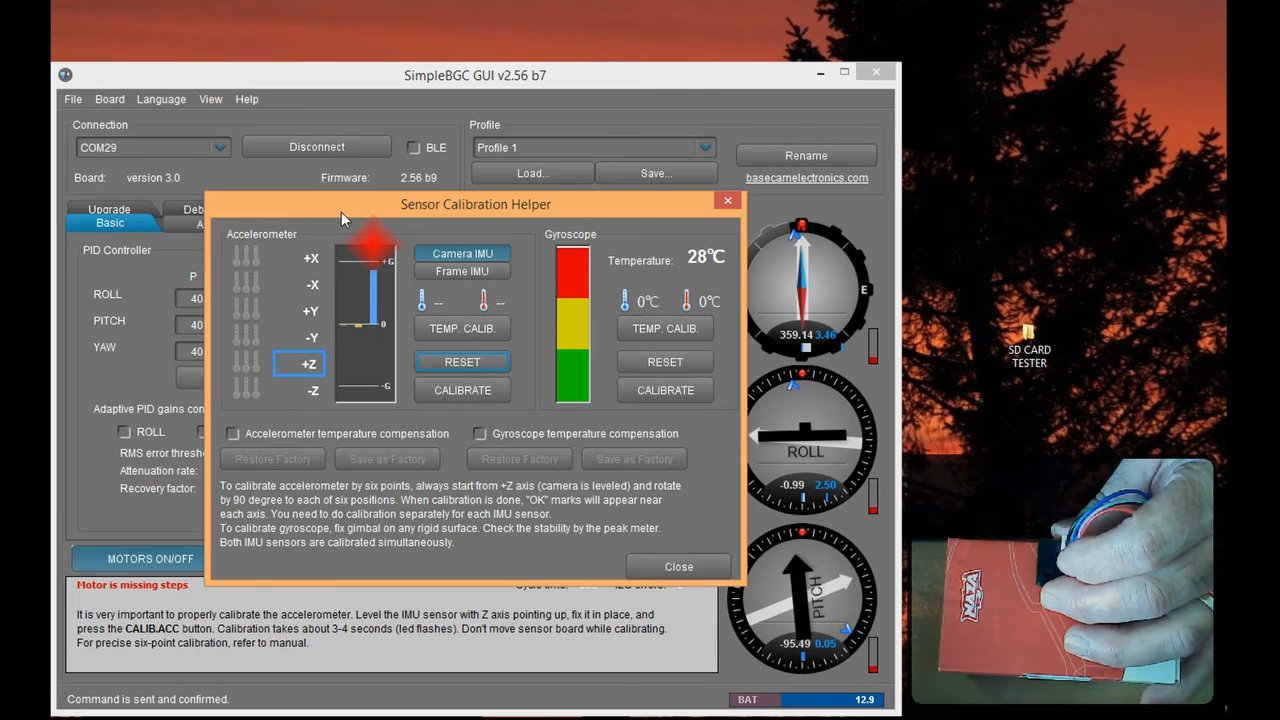 SimpleBGC GUI v2.56 b7
File Board Language View Help
Connection
COM29
Disconnect
BLE
Board: version 3.0
Firmware: 2.56 b9
Profile
Profile 1
Load...
Save...
Rename
basecamelectronics.com
Upgrade
Deb
Basic
A
PID Controller
P
ROLL 40
PITCH 40
YAW 40
Adaptive PID gains con
ROLL
RMS error thresho
Attenuation rate:
Recovery factor:
MOTORS ON/OFF
Sensor Calibration Helper
Accelerometer
+X
-X
+Y
-Y
+Z
-Z
+G
0
-G
Camera IMU
Frame IMU
-- --
TEMP. CALIB.
RESET
CALIBRATE
Gyroscope
Temperature: 28℃
0℃ 0℃
TEMP. CALIB.
RESET
CALIBRATE
Accelerometer temperature compensation
Gyroscope temperature compensation
Restore Factory
Save as Factory
Restore Factory
Save as Factory
To calibrate accelerometer by six points, always start from +Z axis (camera is leveled) and rotate
by 90 degree to each of six positions. When calibration is done, "OK" marks will appear near
each axis. You need to do calibration separately for each IMU sensor.
To calibrate gyroscope, fix gimbal on any rigid surface. Check the stability by the peak meter.
Both IMU sensors are calibrated simultaneously.
Close
E
359.14 3.46
ROLL
-0.99 2.50
PITCH
-95.49 0.05
Motor is missing steps
It is very important to properly calibrate the accelerometer. Level the IMU sensor with Z axis pointing up, fix it in place, and
press the CALIB.ACC button. Calibration takes about 3-4 seconds (led flashes). Don't move sensor board while calibrating.
For precise six-point calibration, refer to manual.
Command is sent and confirmed.
BAT 12.9
SD CARD
TESTER
NAVA